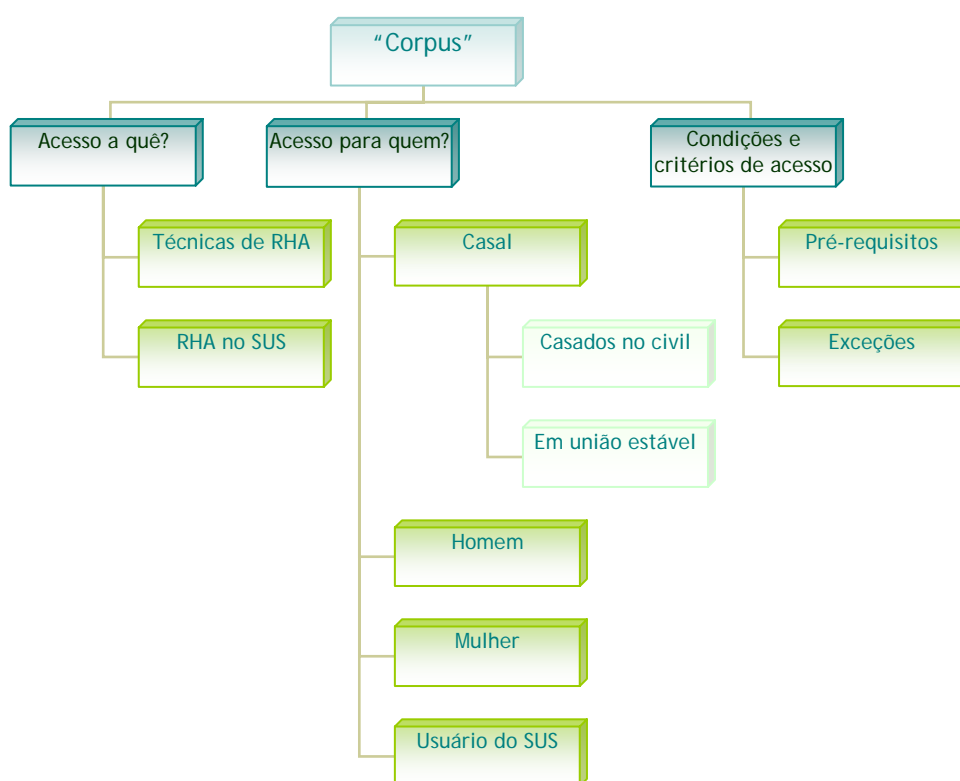 “Corpus”
Acesso a quê?
Acesso para quem?
Condições e
critérios de acesso
Técnicas de RHA
RHA no SUS
Casal
Casados no civil
Em união estável
Homem
Mulher
Usuário do SUS
Pré-requisitos
Exceções